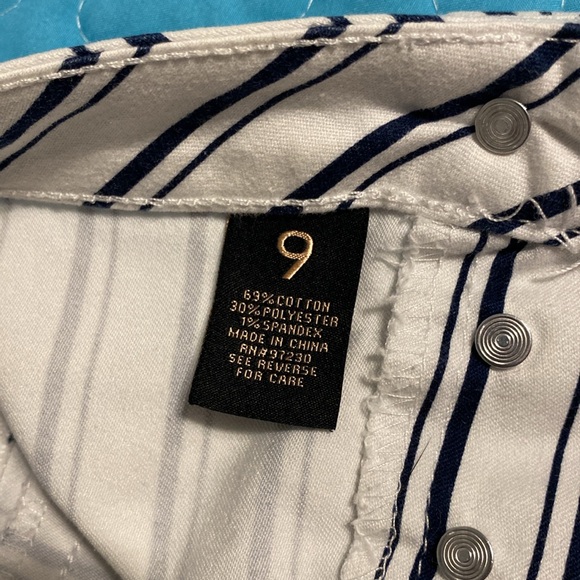 9
69%COTTON
30%POLYESTER
1%SPANDEX
MADE IN CHINA
RN#97230
SEE REVERSE
FOR CARE